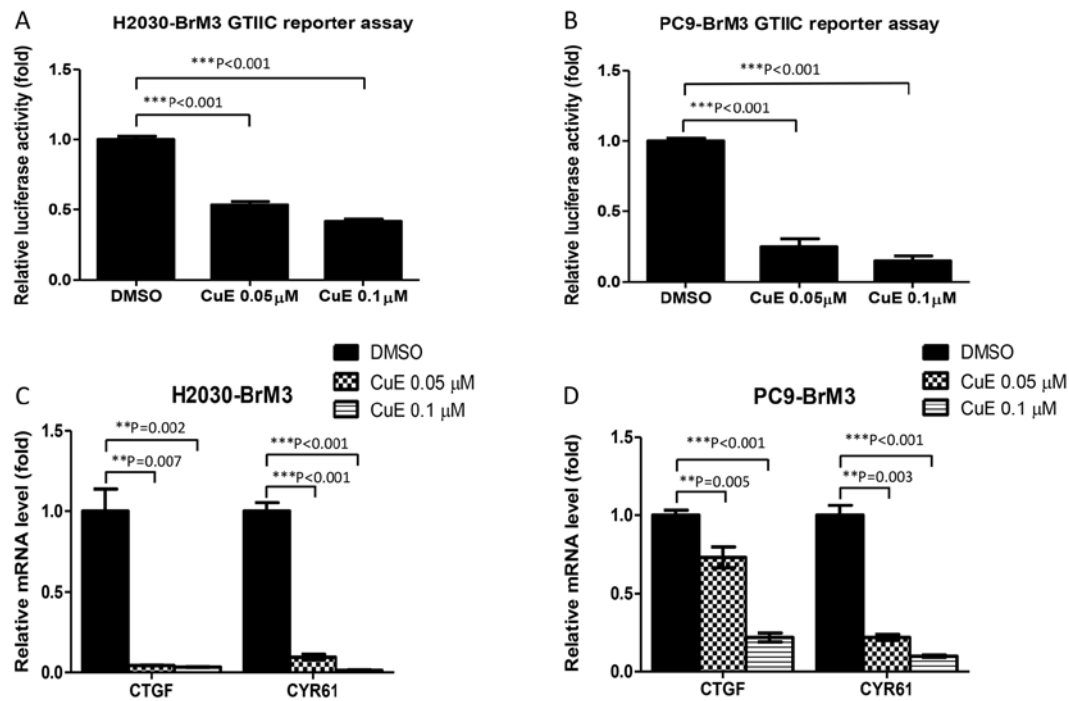 A
H2030-BrM3 GTIIC reporter assay
Relative luciferase activity (fold)
1.5
1.0
0.5
0.0
***P<0.001
***P<0.001
DMSO
CuE 0.05μM
CuE 0.1μM
B
PC9-BrM3 GTIIC reporter assay
Relative luciferase activity (fold)
1.5
1.0
0.5
0.0
***P<0.001
***P<0.001
DMSO
CuE 0.05μM
CuE 0.1μM
C
H2030-BrM3
DMSO
CuE 0.05 μM
CuE 0.1 μM
Relative mRNA level (fold)
1.5
1.0
0.5
0.0
**P=0.002
**P=0.007
***P<0.001
***P<0.001
CTGF
CYR61
D
PC9-BrM3
DMSO
CuE 0.05 μM
CuE 0.1 μM
Relative mRNA level (fold)
1.5
1.0
0.5
0.0
***P<0.001
**P=0.005
***P<0.001
**P=0.003
CTGF
CYR61